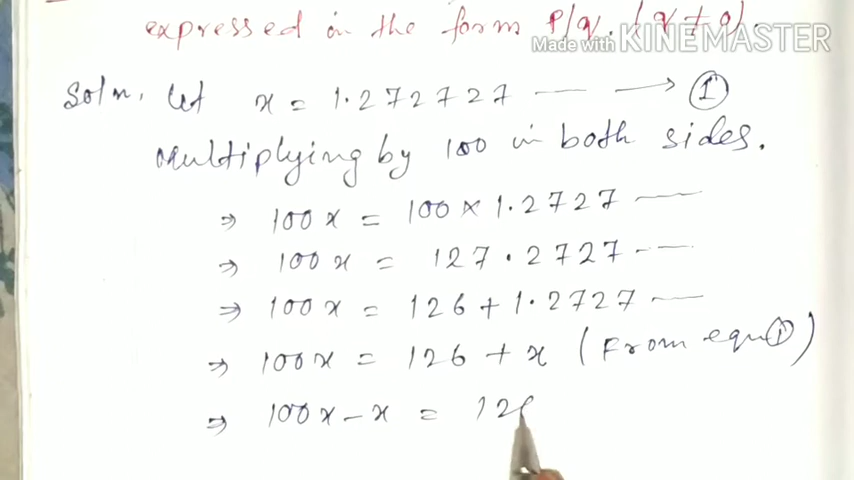 expressed in the form P/q. (q ≠ 0).
Made with KINEMASTER
Soln. Let x = 1.272727 —— → ①
Multiplying by 100 in both sides.
⇒ 100x = 100 × 1.2727 ——
⇒ 100x = 127.2727 ——
⇒ 100x = 126 + 1.2727 ——
⇒ 100x = 126 + x (From equ ①)
⇒ 100x - x = 12